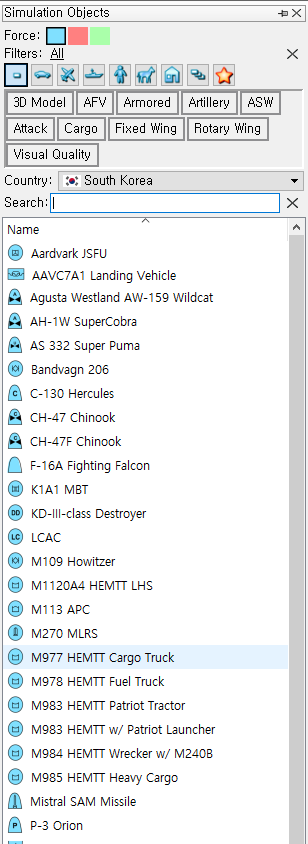 Simulation Objects
Force:
Filters: All
3D Model AFV Armored Artillery ASW
Attack Cargo Fixed Wing Rotary Wing
Visual Quality
Country: South Korea
Search:
Name
Aardvark JSFU
AAVC7A1 Landing Vehicle
Agusta Westland AW-159 Wildcat
AH-1W SuperCobra
AS 332 Super Puma
Bandvagn 206
C C-130 Hercules
CH-47 Chinook
CH-47F Chinook
F-16A Fighting Falcon
K1A1 MBT
DD KD-III-class Destroyer
LC LCAC
M109 Howitzer
M1120A4 HEMTT LHS
M113 APC
M270 MLRS
M977 HEMTT Cargo Truck
M978 HEMTT Fuel Truck
M983 HEMTT Patriot Tractor
M983 HEMTT w/ Patriot Launcher
M984 HEMTT Wrecker w/ M240B
M985 HEMTT Heavy Cargo
Mistral SAM Missile
P P-3 Orion